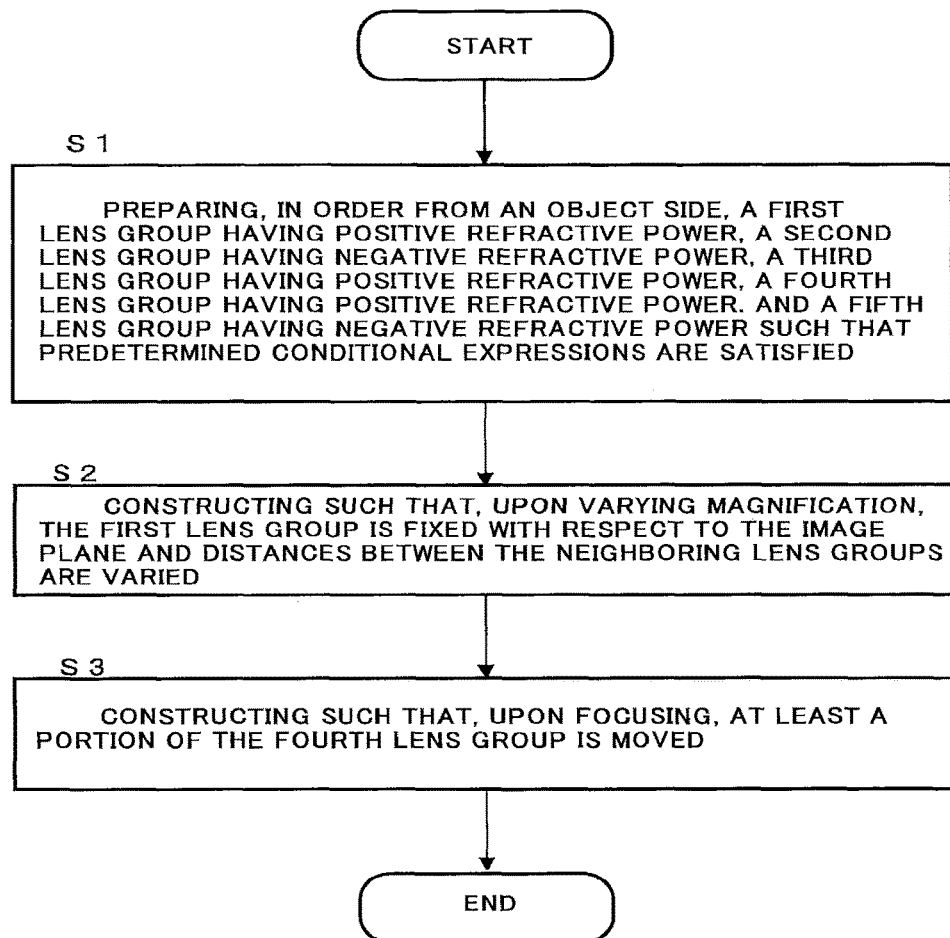 START
S 1
PREPARING, IN ORDER FROM AN OBJECT SIDE, A FIRST
LENS GROUP HAVING POSITIVE REFRACTIVE POWER, A SECOND
LENS GROUP HAVING NEGATIVE REFRACTIVE POWER, A THIRD
LENS GROUP HAVING POSITIVE REFRACTIVE POWER, A FOURTH
LENS GROUP HAVING POSITIVE REFRACTIVE POWER. AND A FIFTH
LENS GROUP HAVING NEGATIVE REFRACTIVE POWER SUCH THAT
PREDETERMINED CONDITIONAL EXPRESSIONS ARE SATISFIED
S 2
CONSTRUCTING SUCH THAT, UPON VARYING MAGNIFICATION,
THE FIRST LENS GROUP IS FIXED WITH RESPECT TO THE IMAGE
PLANE AND DISTANCES BETWEEN THE NEIGHBORING LENS GROUPS
ARE VARIED
S 3
CONSTRUCTING SUCH THAT, UPON FOCUSING, AT LEAST A
PORTION OF THE FOURTH LENS GROUP IS MOVED
END